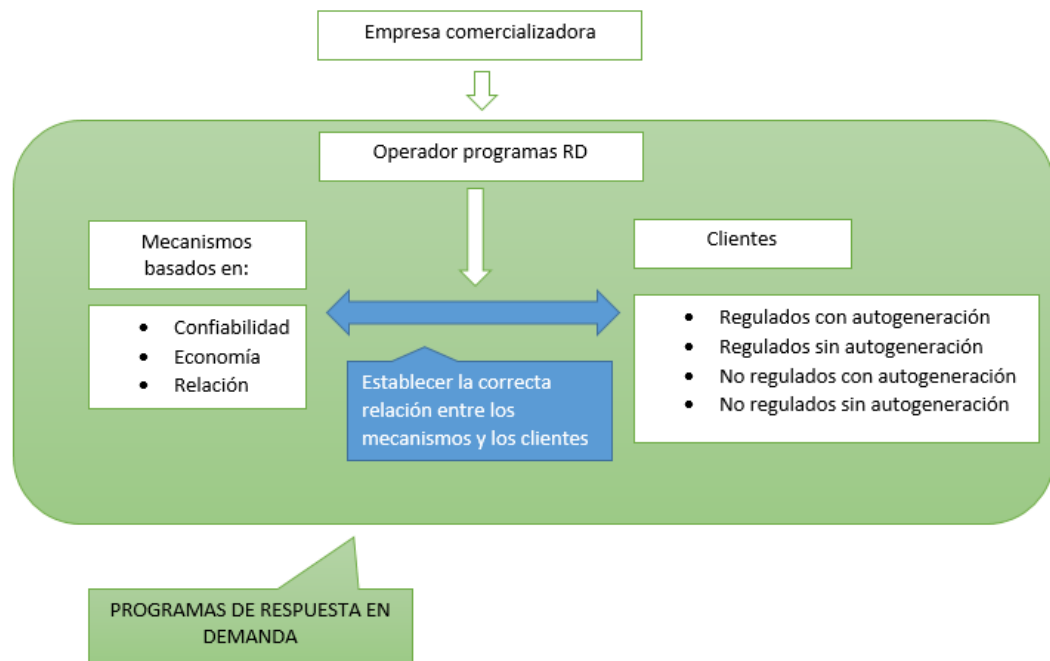 Empresa comercializadora
Operador programas RD
Mecanismos
basados en:
• Confiabilidad
• Economía
• Relación
Clientes
• Regulados con autogeneración
• Regulados sin autogeneración
• No regulados con autogeneración
• No regulados sin autogeneración
Establecer la correcta
relación entre los
mecanismos y los clientes
PROGRAMAS DE RESPUESTA EN
DEMANDA